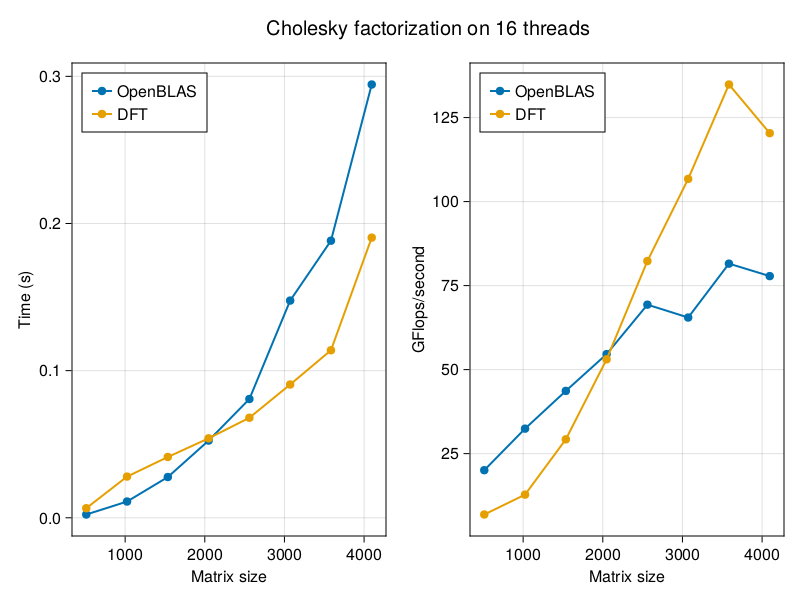 Cholesky factorization on 16 threads
OpenBLAS
DFT
0.3
0.2
0.1
0.0
Time (s)
1000 2000 3000 4000
Matrix size
OpenBLAS
DFT
125
100
75
50
25
GFlops/second
1000 2000 3000 4000
Matrix size